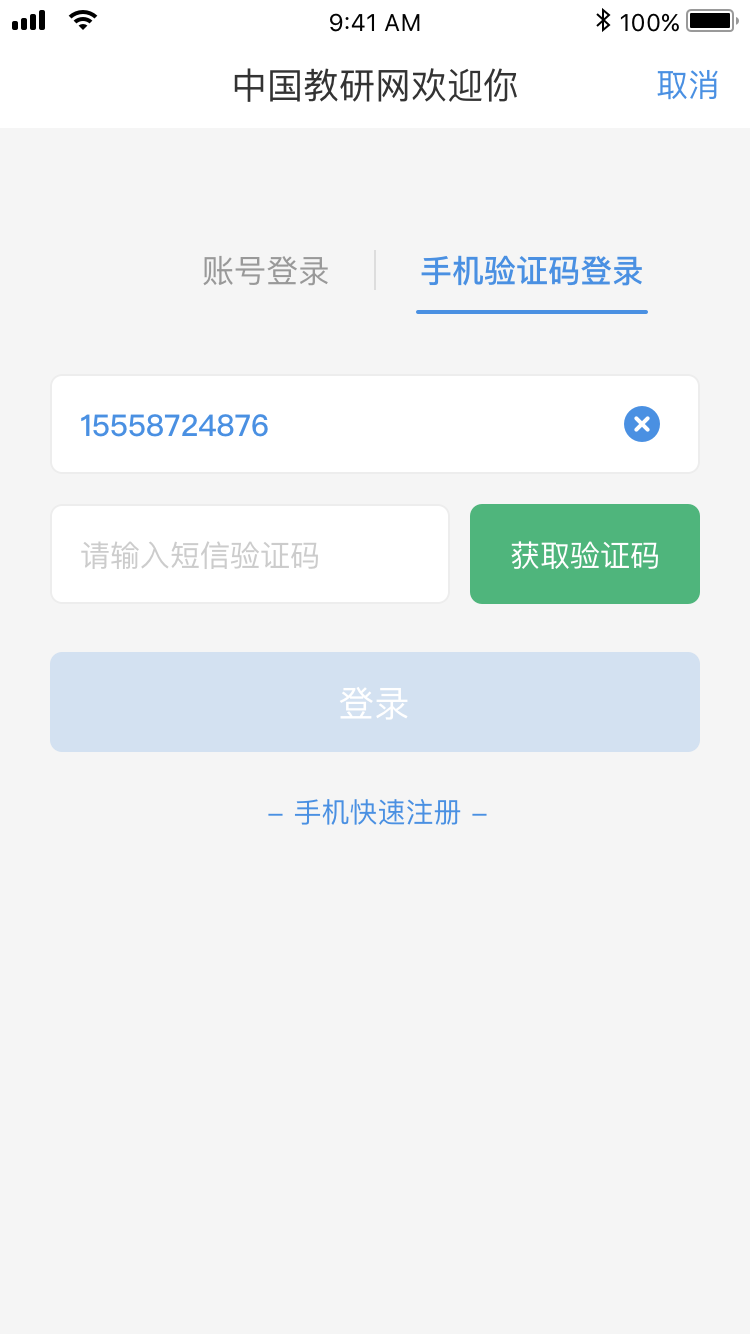 9:41 AM 100%
中国教研网欢迎你 取消
账号登录 手机验证码登录
15558724876
请输入短信验证码 获取验证码
登录
– 手机快速注册 –